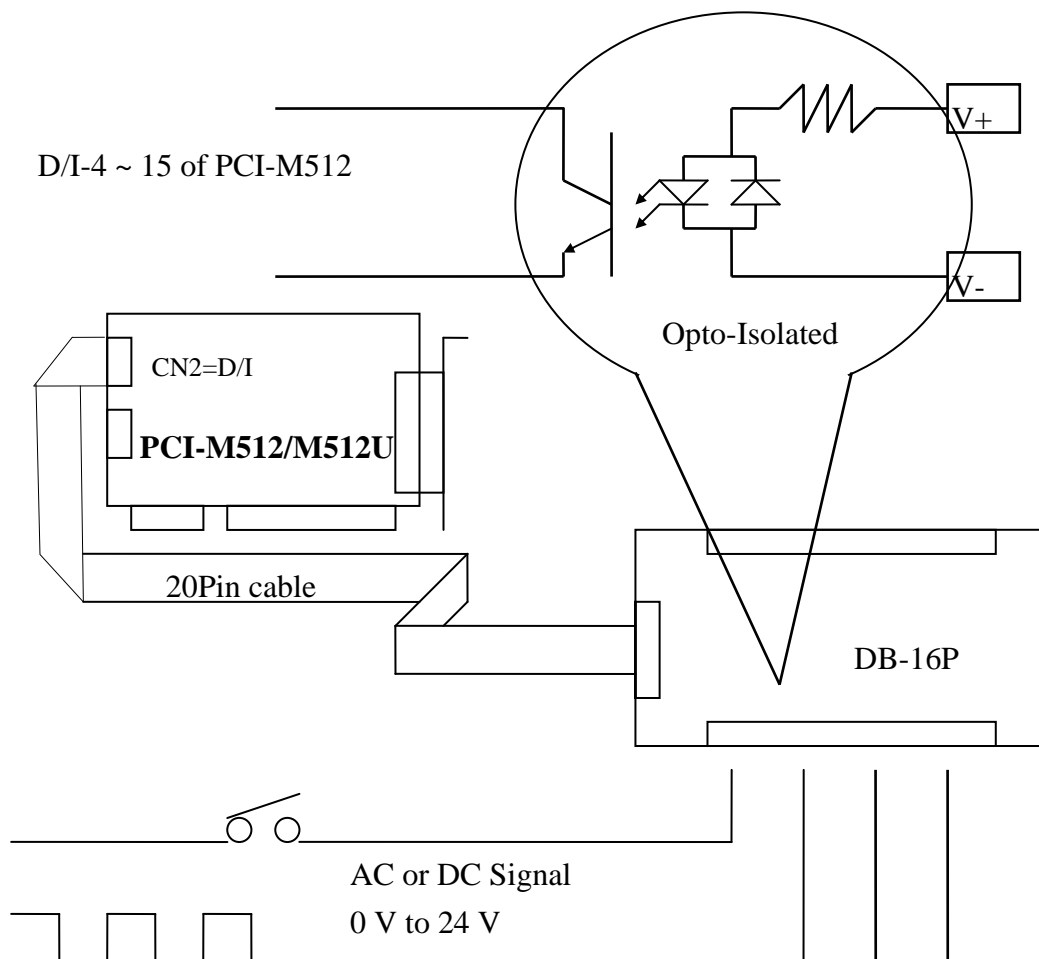 V+
D/I-4 ~ 15 of PCI-M512
V-
Opto-Isolated
CN2=D/I
PCI-M512/M512U
20Pin cable
DB-16P
AC or DC Signal
0 V to 24 V